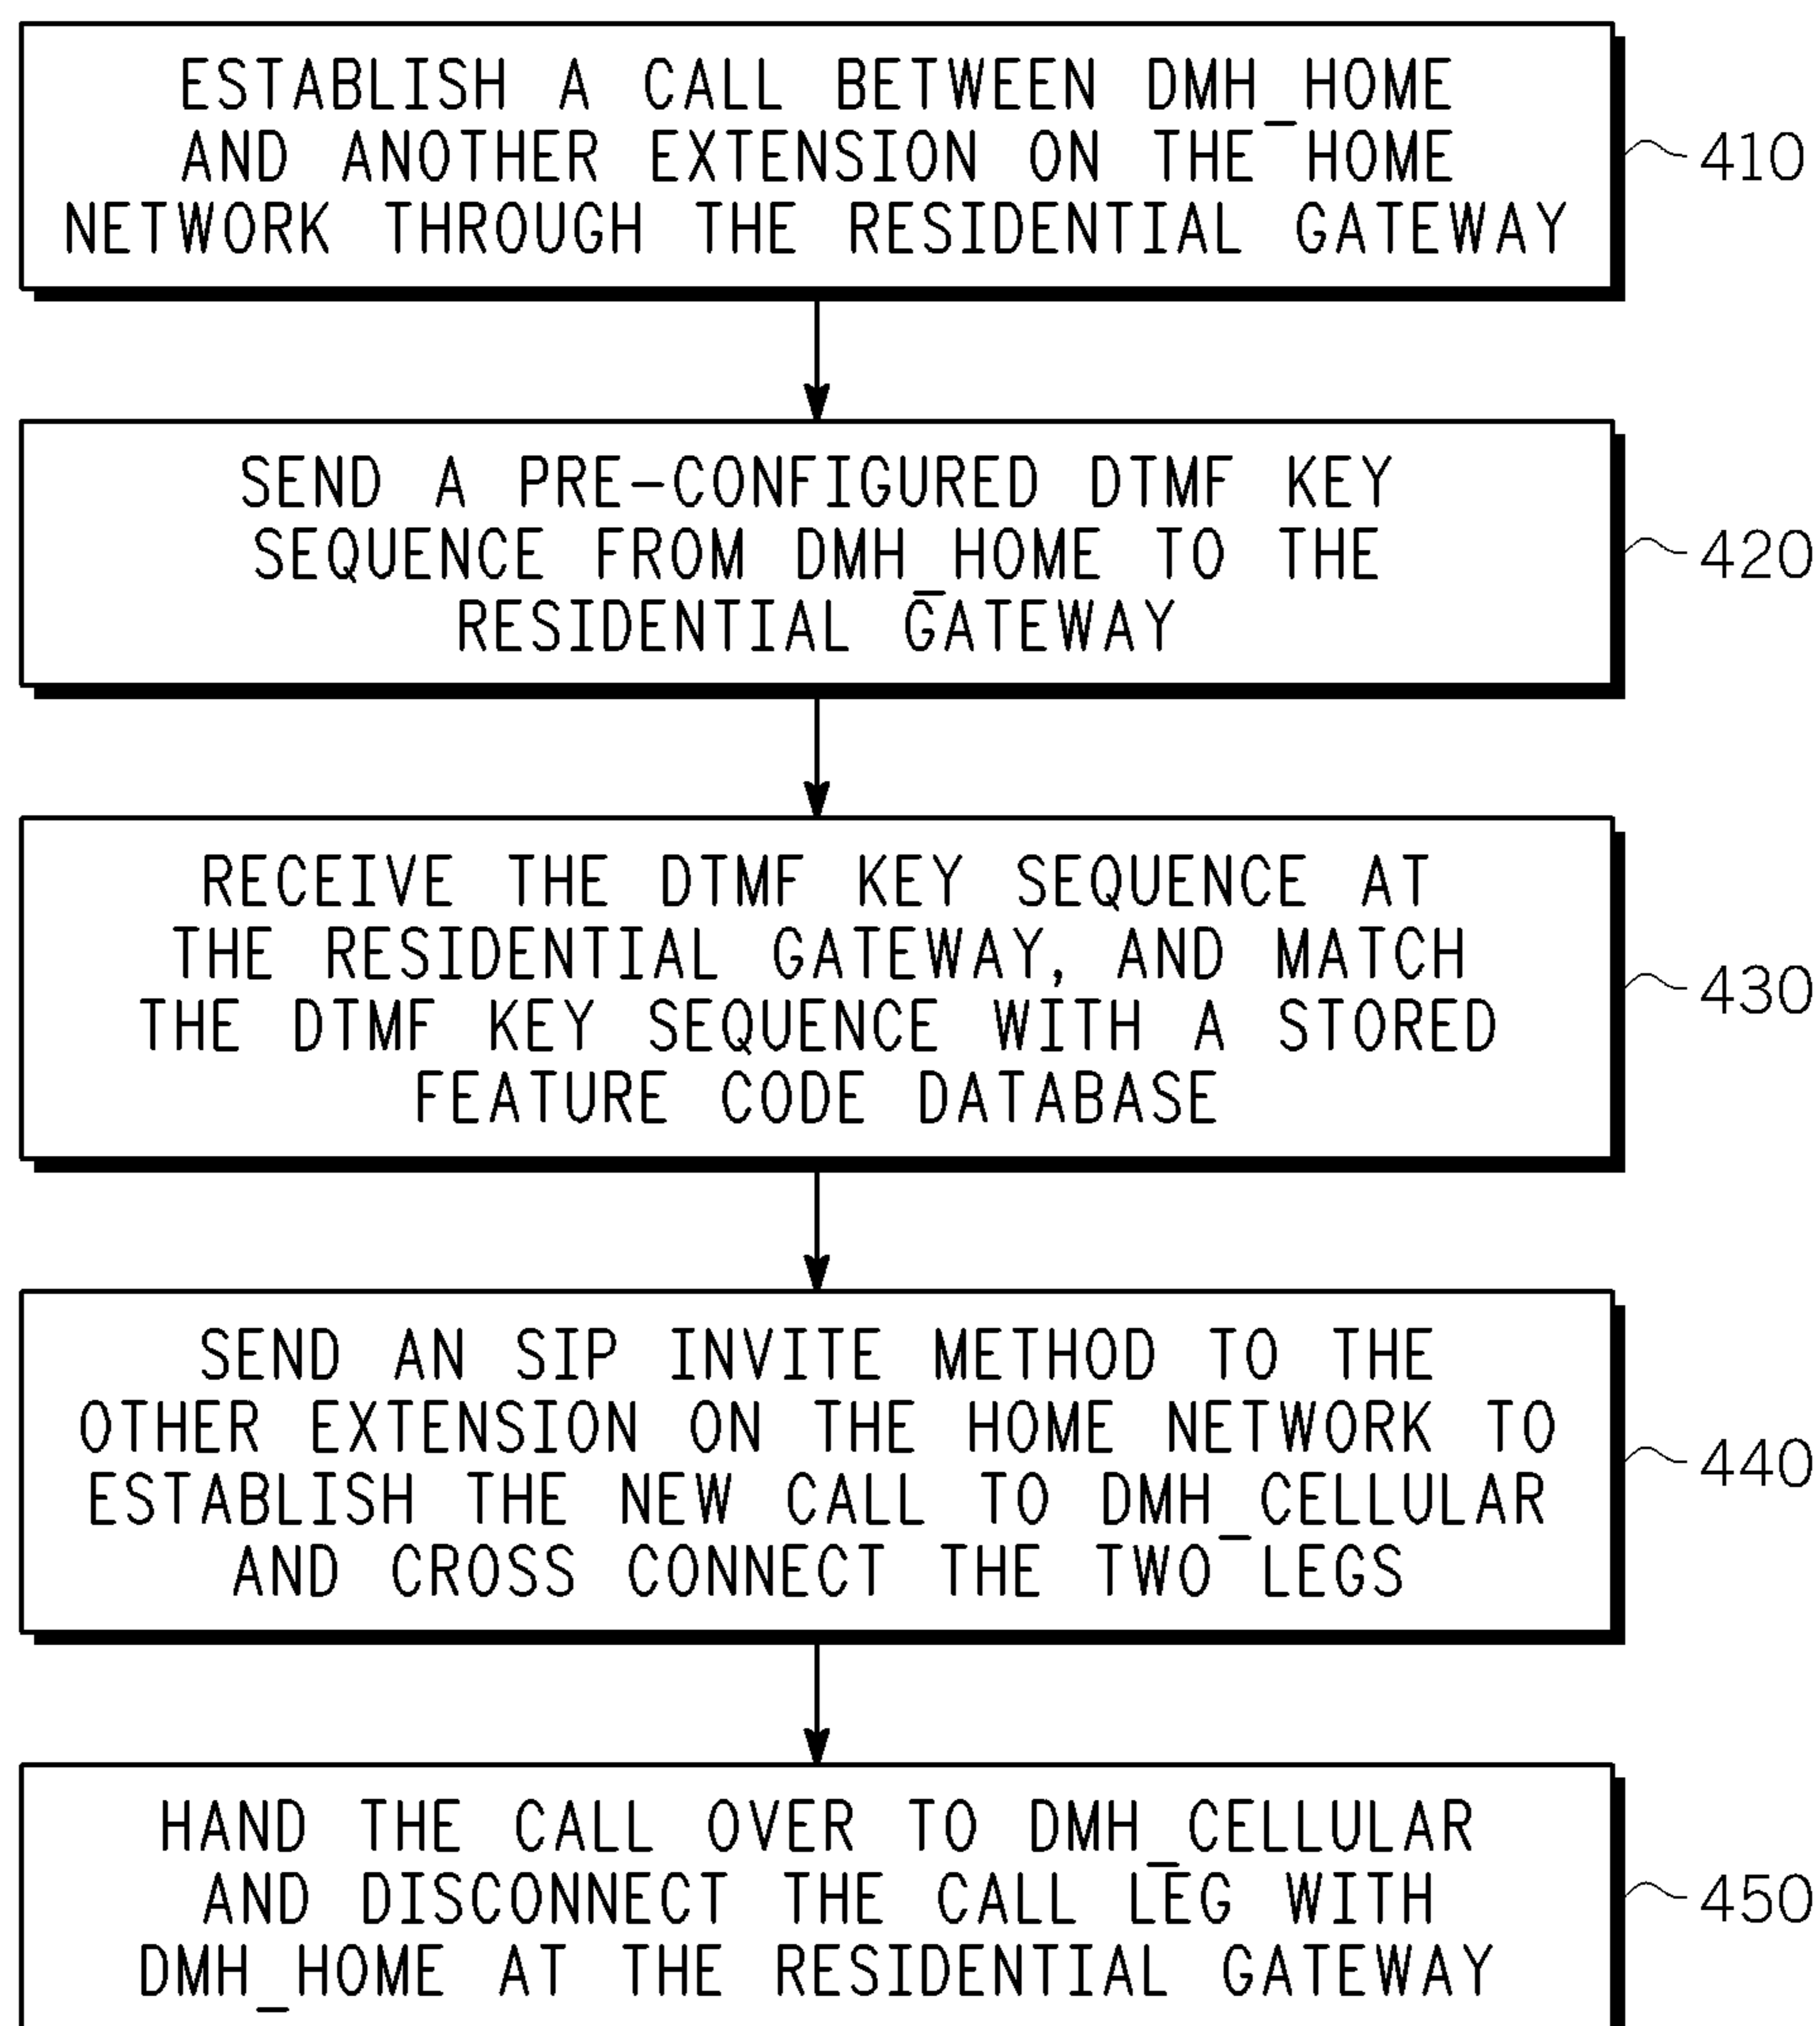 ESTABLISH A CALL BETWEEN DMH_HOME
AND ANOTHER EXTENSION ON THE HOME
NETWORK THROUGH THE RESIDENTIAL GATEWAY
410
SEND A PRE-CONFIGURED DTMF KEY
SEQUENCE FROM DMH_HOME TO THE
RESIDENTIAL GATEWAY
420
RECEIVE THE DTMF KEY SEQUENCE AT
THE RESIDENTIAL GATEWAY, AND MATCH
THE DTMF KEY SEQUENCE WITH A STORED
FEATURE CODE DATABASE
430
SEND AN SIP INVITE METHOD TO THE
OTHER EXTENSION ON THE HOME NETWORK TO
ESTABLISH THE NEW CALL TO DMH_CELLULAR
AND CROSS CONNECT THE TWO LEGS
440
HAND THE CALL OVER TO DMH_CELLULAR
AND DISCONNECT THE CALL LEG WITH
DMH_HOME AT THE RESIDENTIAL GATEWAY
450